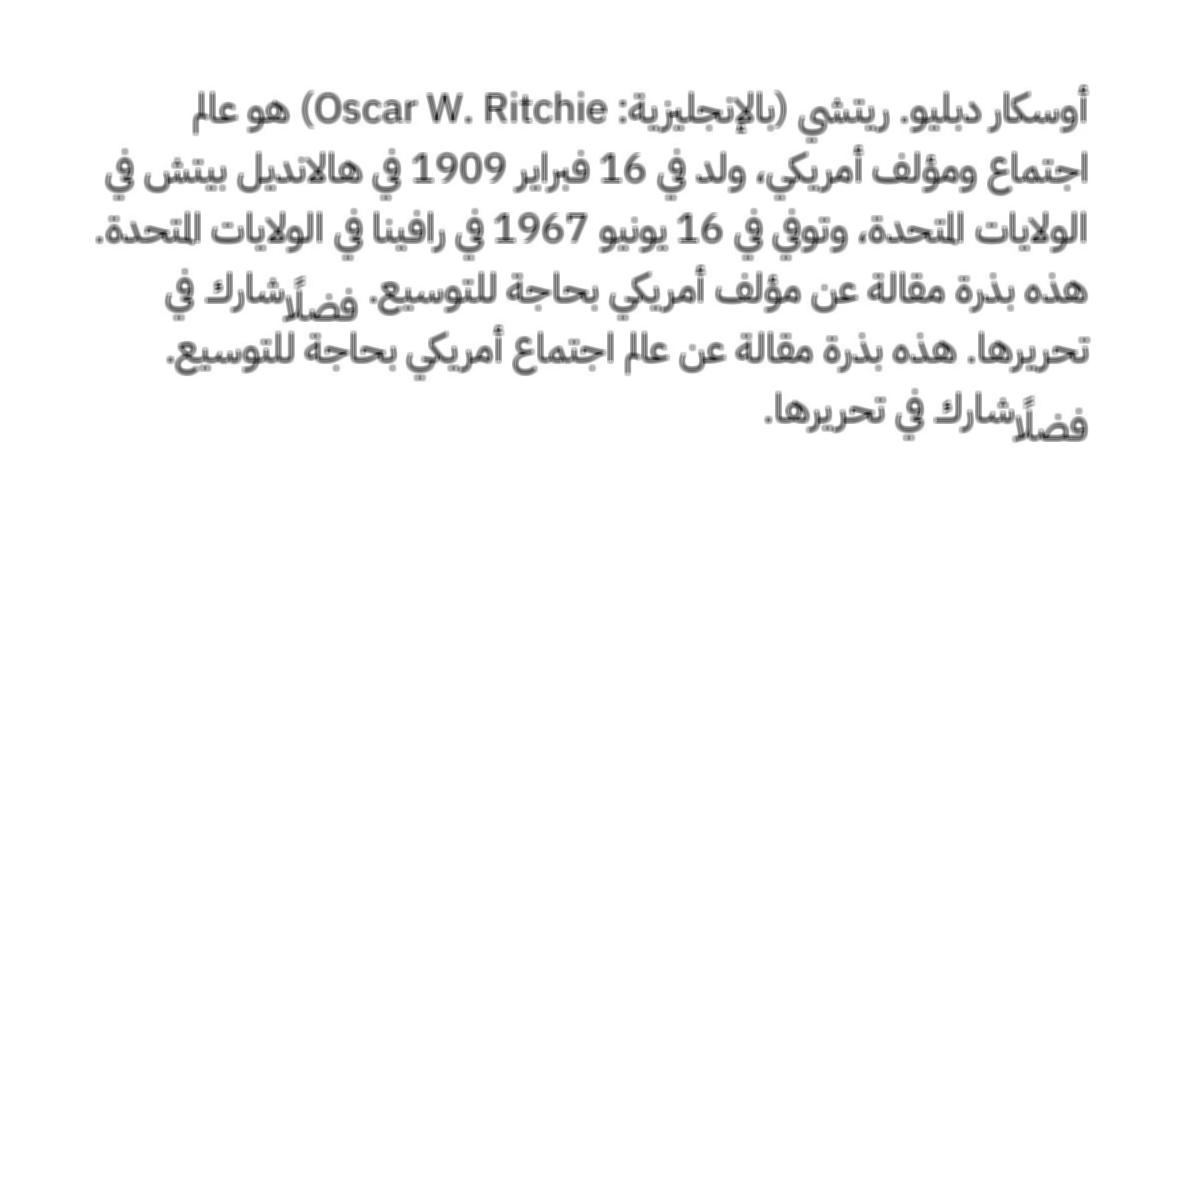 أوسكار دبليو. ريتشي (بالإنجليزية: Oscar W. Ritchie) هو عالم
اجتماع ومؤلف أمريكي، ولد في 16 فبراير 1909 في هالانديل بيتش في
الولايات المتحدة، وتوفي في 16 يونيو 1967 في رافينا في الولايات المتحدة.
هذه بذرة مقالة عن مؤلف أمريكي بحاجة للتوسيع. فضلًا شارك في
تحريرها. هذه بذرة مقالة عن عالم اجتماع أمريكي بحاجة للتوسيع.
فضلًا شارك في تحريرها.